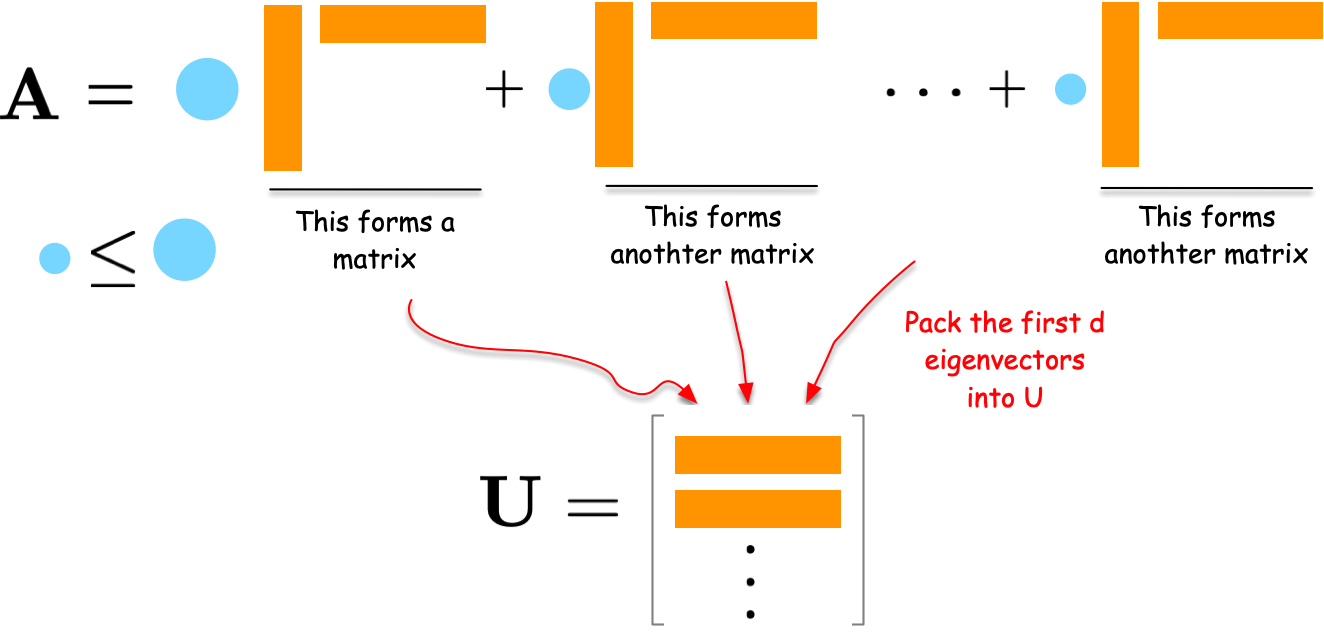 A = + · · · +
This forms a
matrix
This forms
anothter matrix
This forms
anothter matrix
≤
Pack the first d
eigenvectors
into U
U =